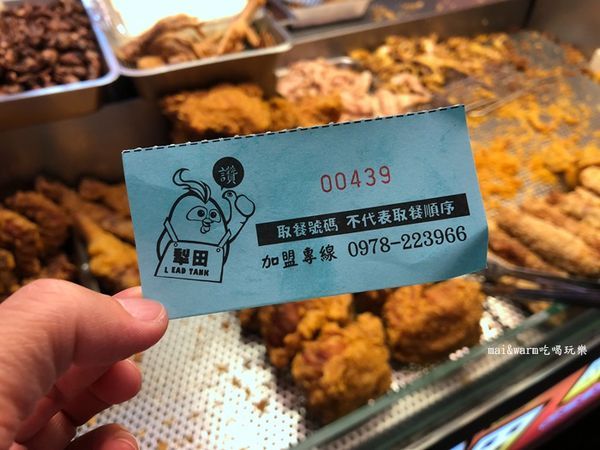 讚
00439
取餐號碼 不代表取餐順序
加盟專線 0978-223966
犁田
LEAD TANK
mai&warm吃喝玩樂
田